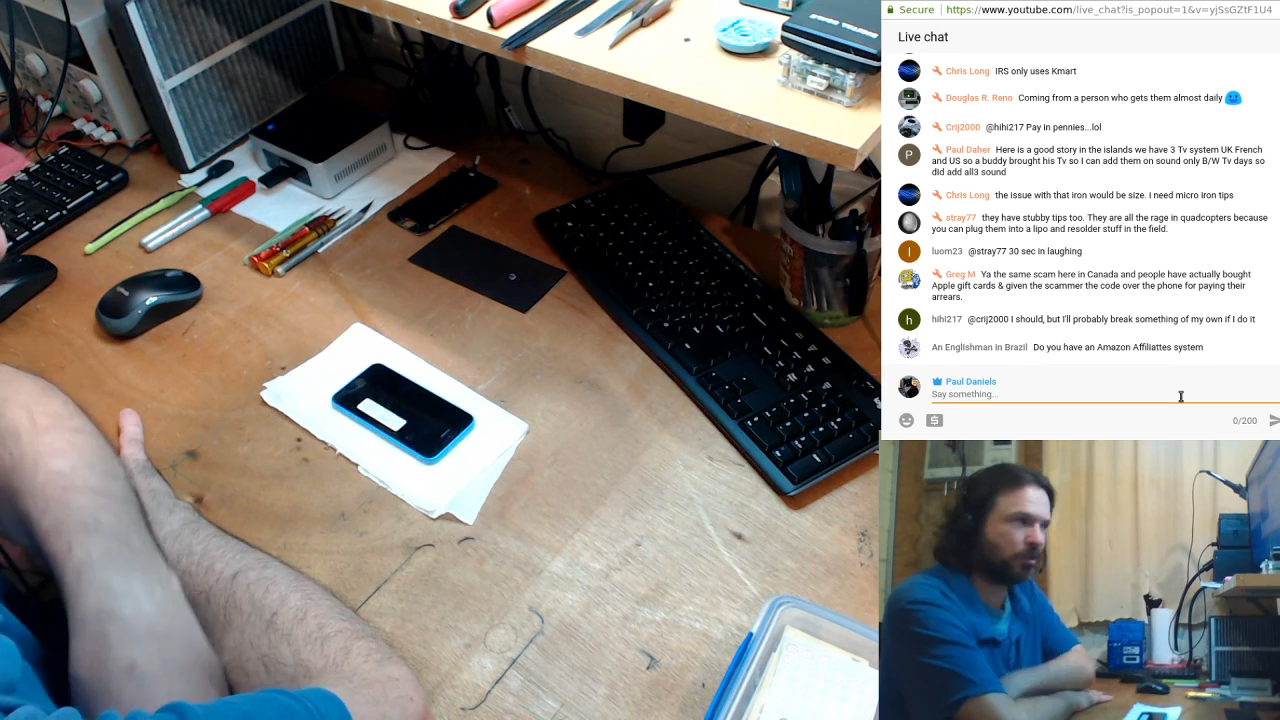 Secure
https://www.youtube.com/live_chat?is_popout=1&v=yjSsGZtF1U4
Live chat
Chris Long IRS only uses Kmart
Douglas R. Reno Coming from a person who gets them almost daily
Crij2000 @hihi217 Pay in pennies...lol
P
Paul Daher Here is a good story in the islands we have 3 Tv system UK French
and US so a buddy brought his Tv so I can add them on sound only B/W Tv days so
did add all3 sound
Chris Long the issue with that iron would be size. i need micro iron tips
stray77 they have stubby tips too. They are all the rage in quadcopters because
you can plug them into a lipo and resolder stuff in the field.
l
luom23 @stray77 30 sec in laughing
Greg M Ya the same scam here in Canada and people have actually bought
Apple gift cards & given the scammer the code over the phone for paying their
arrears.
h
hihi217 @crij2000 I should, but I'll probably break something of my own if I do it
An Englishman in Brazil Do you have an Amazon Affiliattes system
Paul Daniels
Say something...
0/200